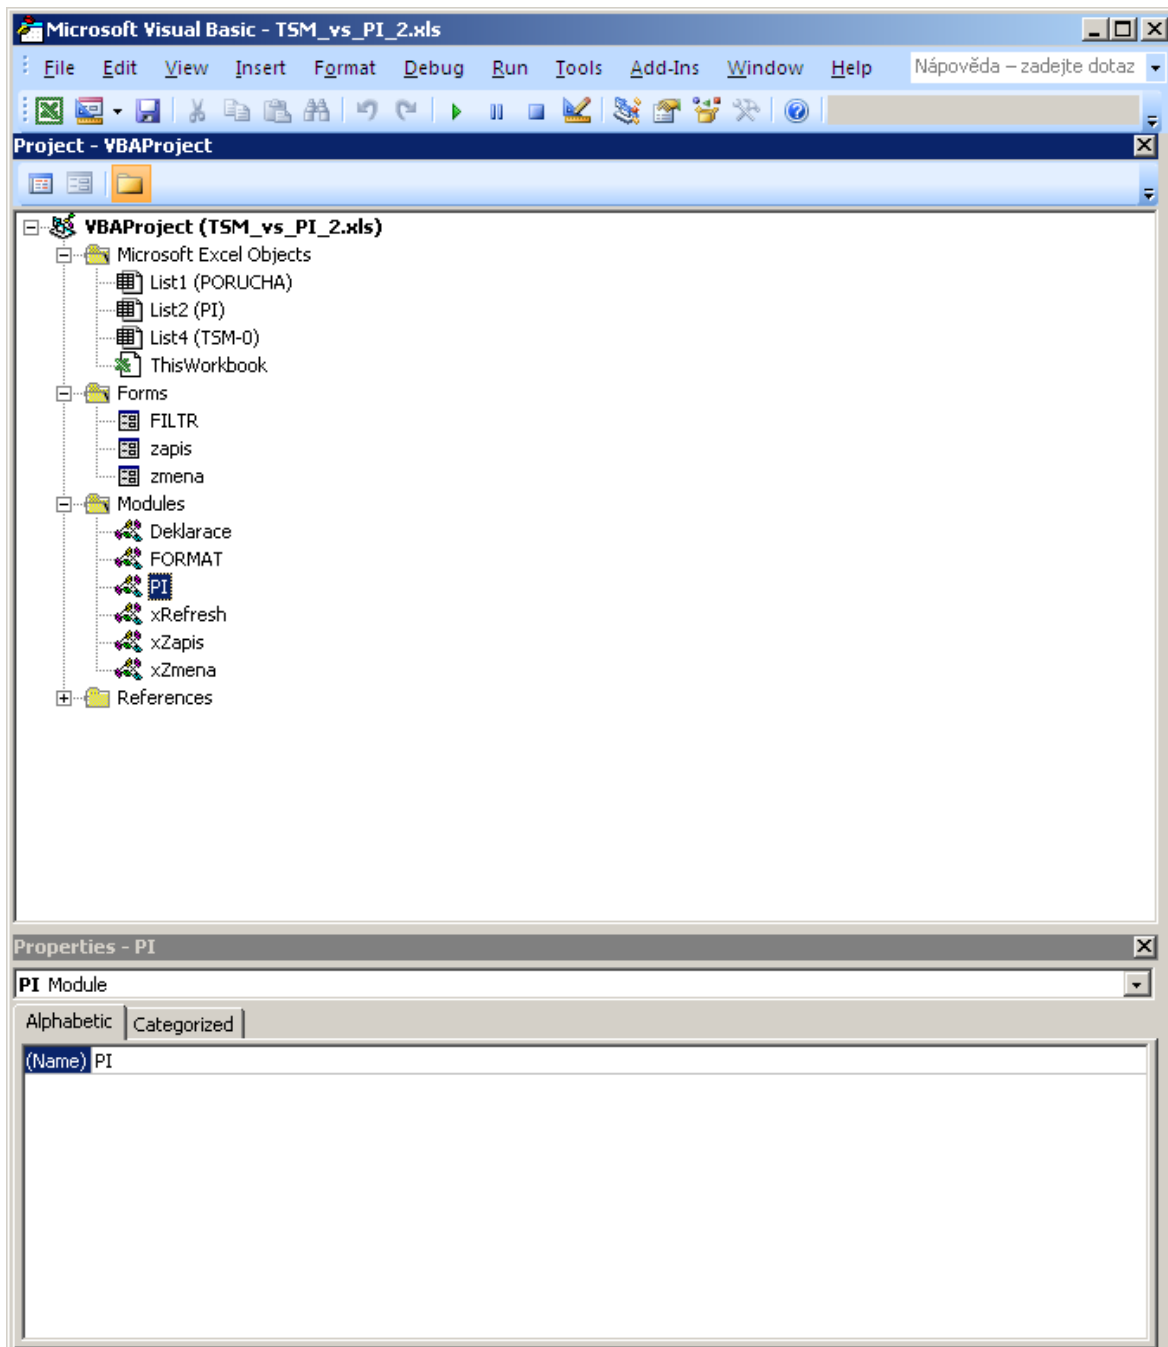 Microsoft Visual Basic - TSM_vs_PI_2.xls
File Edit View Insert Format Debug Run Tools Add-Ins Window Help Nápověda – zadejte dotaz
Project - VBAProject
VBAProject (TSM_vs_PI_2.xls)
Microsoft Excel Objects
List1 (PORUCHA)
List2 (PI)
List4 (TSM-0)
ThisWorkbook
Forms
FILTR
zapis
zmena
Modules
Deklarace
FORMAT
PI
xRefresh
xZapis
xZmena
References
Properties - PI
PI Module
Alphabetic Categorized
(Name) PI